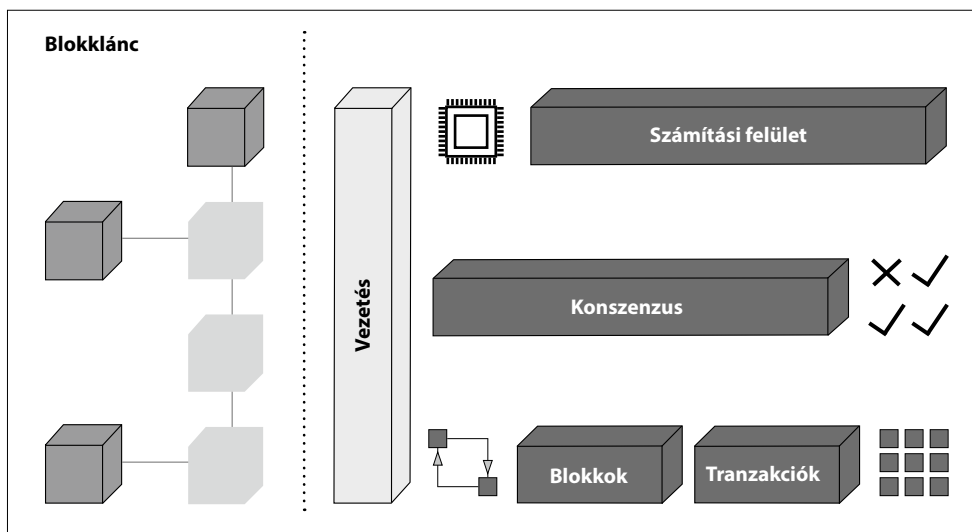 Blokklánc
Vezetés
Számítási felület
Konszenzus
Blokkok
Tranzakciók